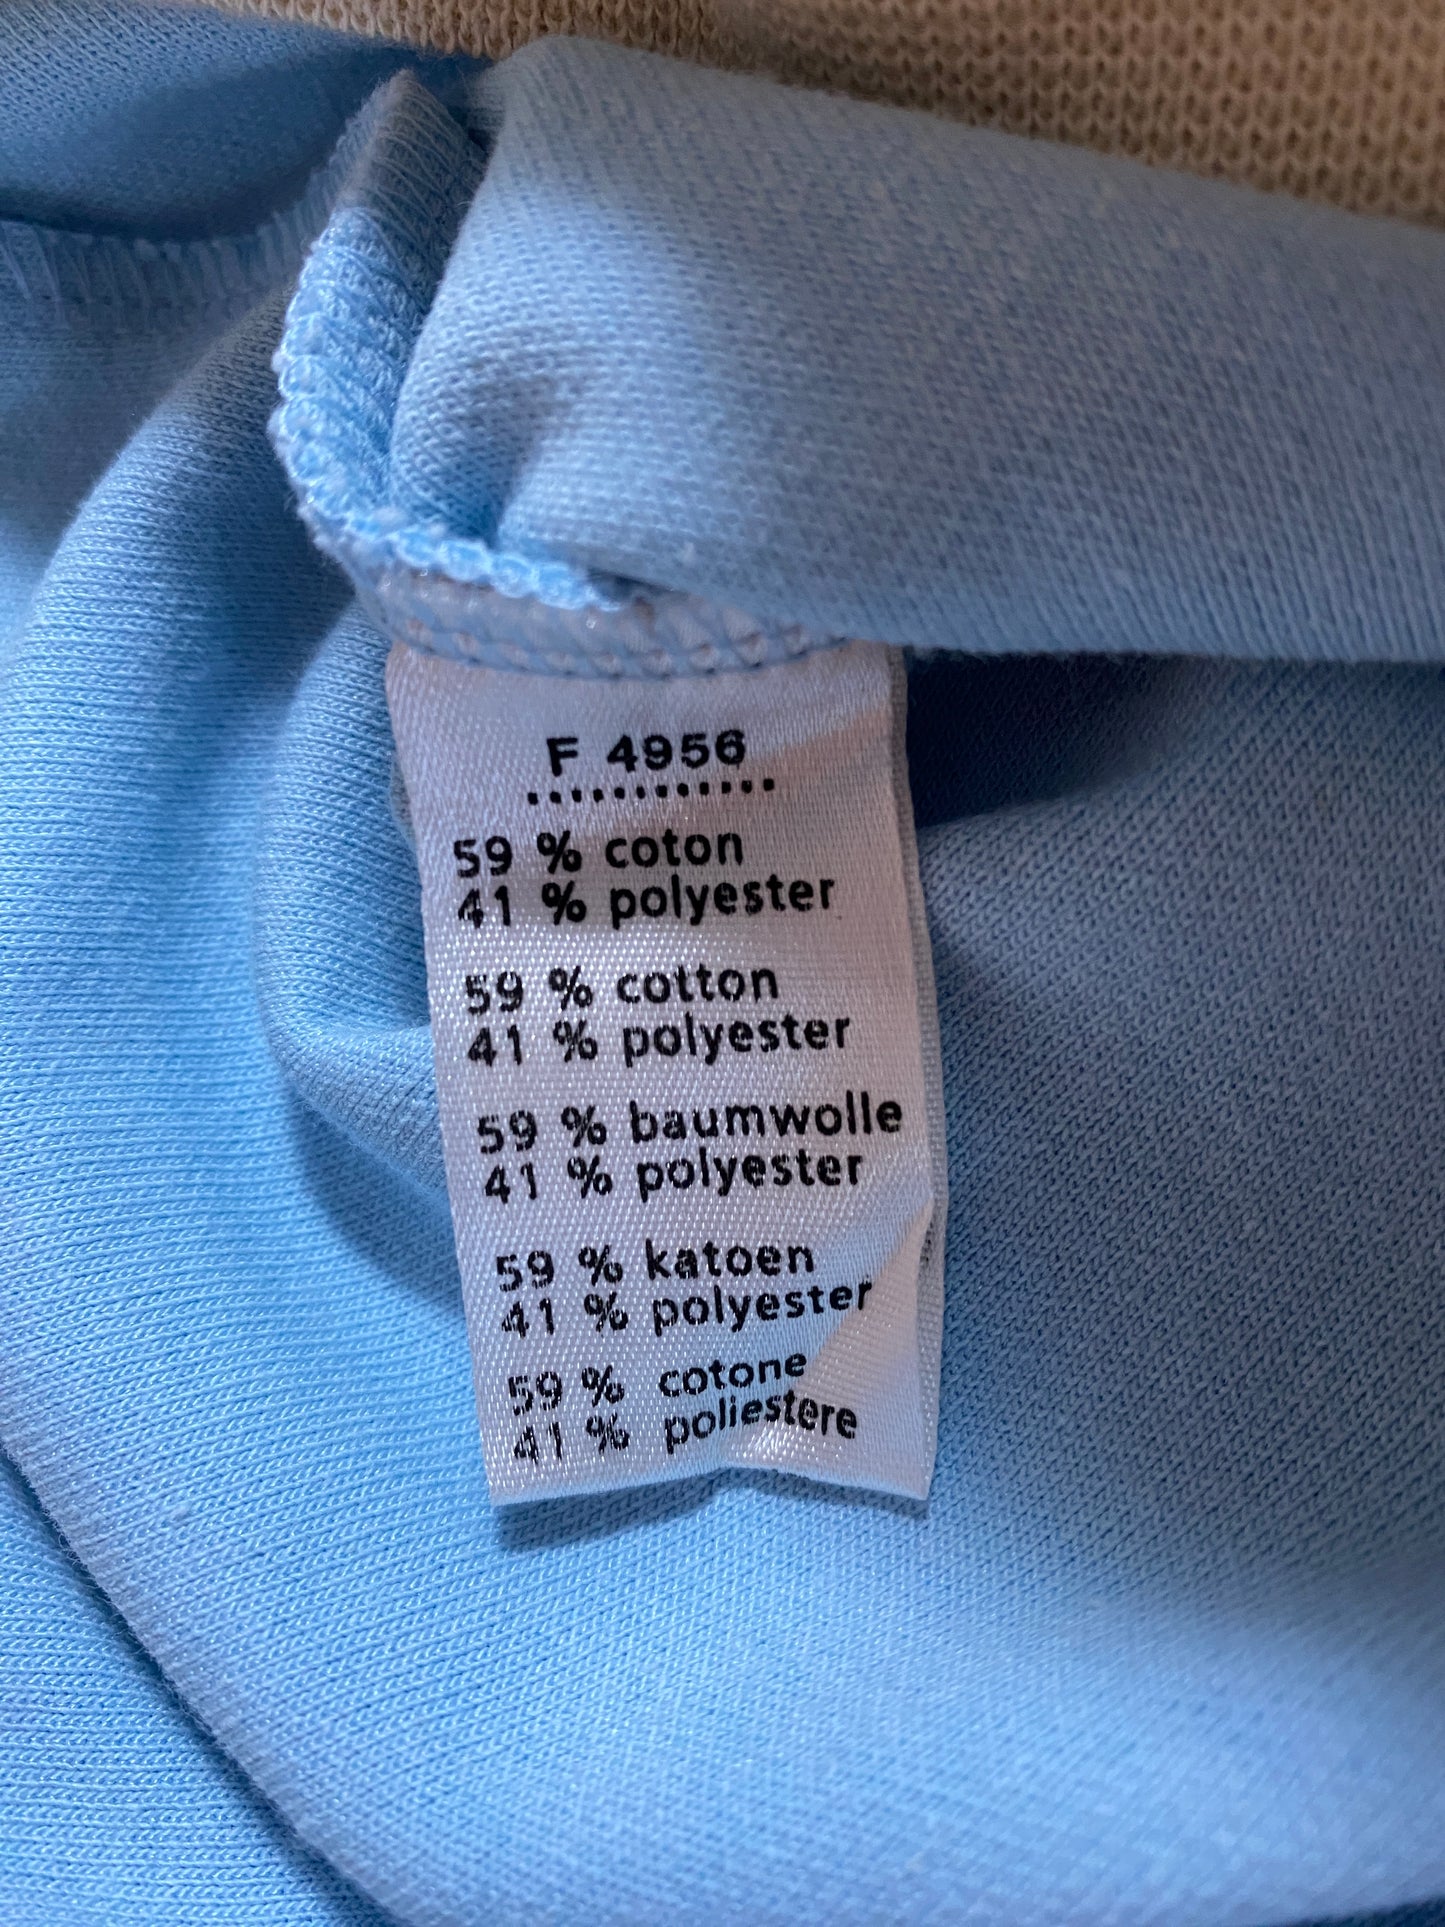 F 4956
59 % coton
41 % polyester
59 % cotton
41 % polyester
59 % baumwolle
41 % polyester
59 % katoen
41 % polyester
59 % cotone
41 % poliestere